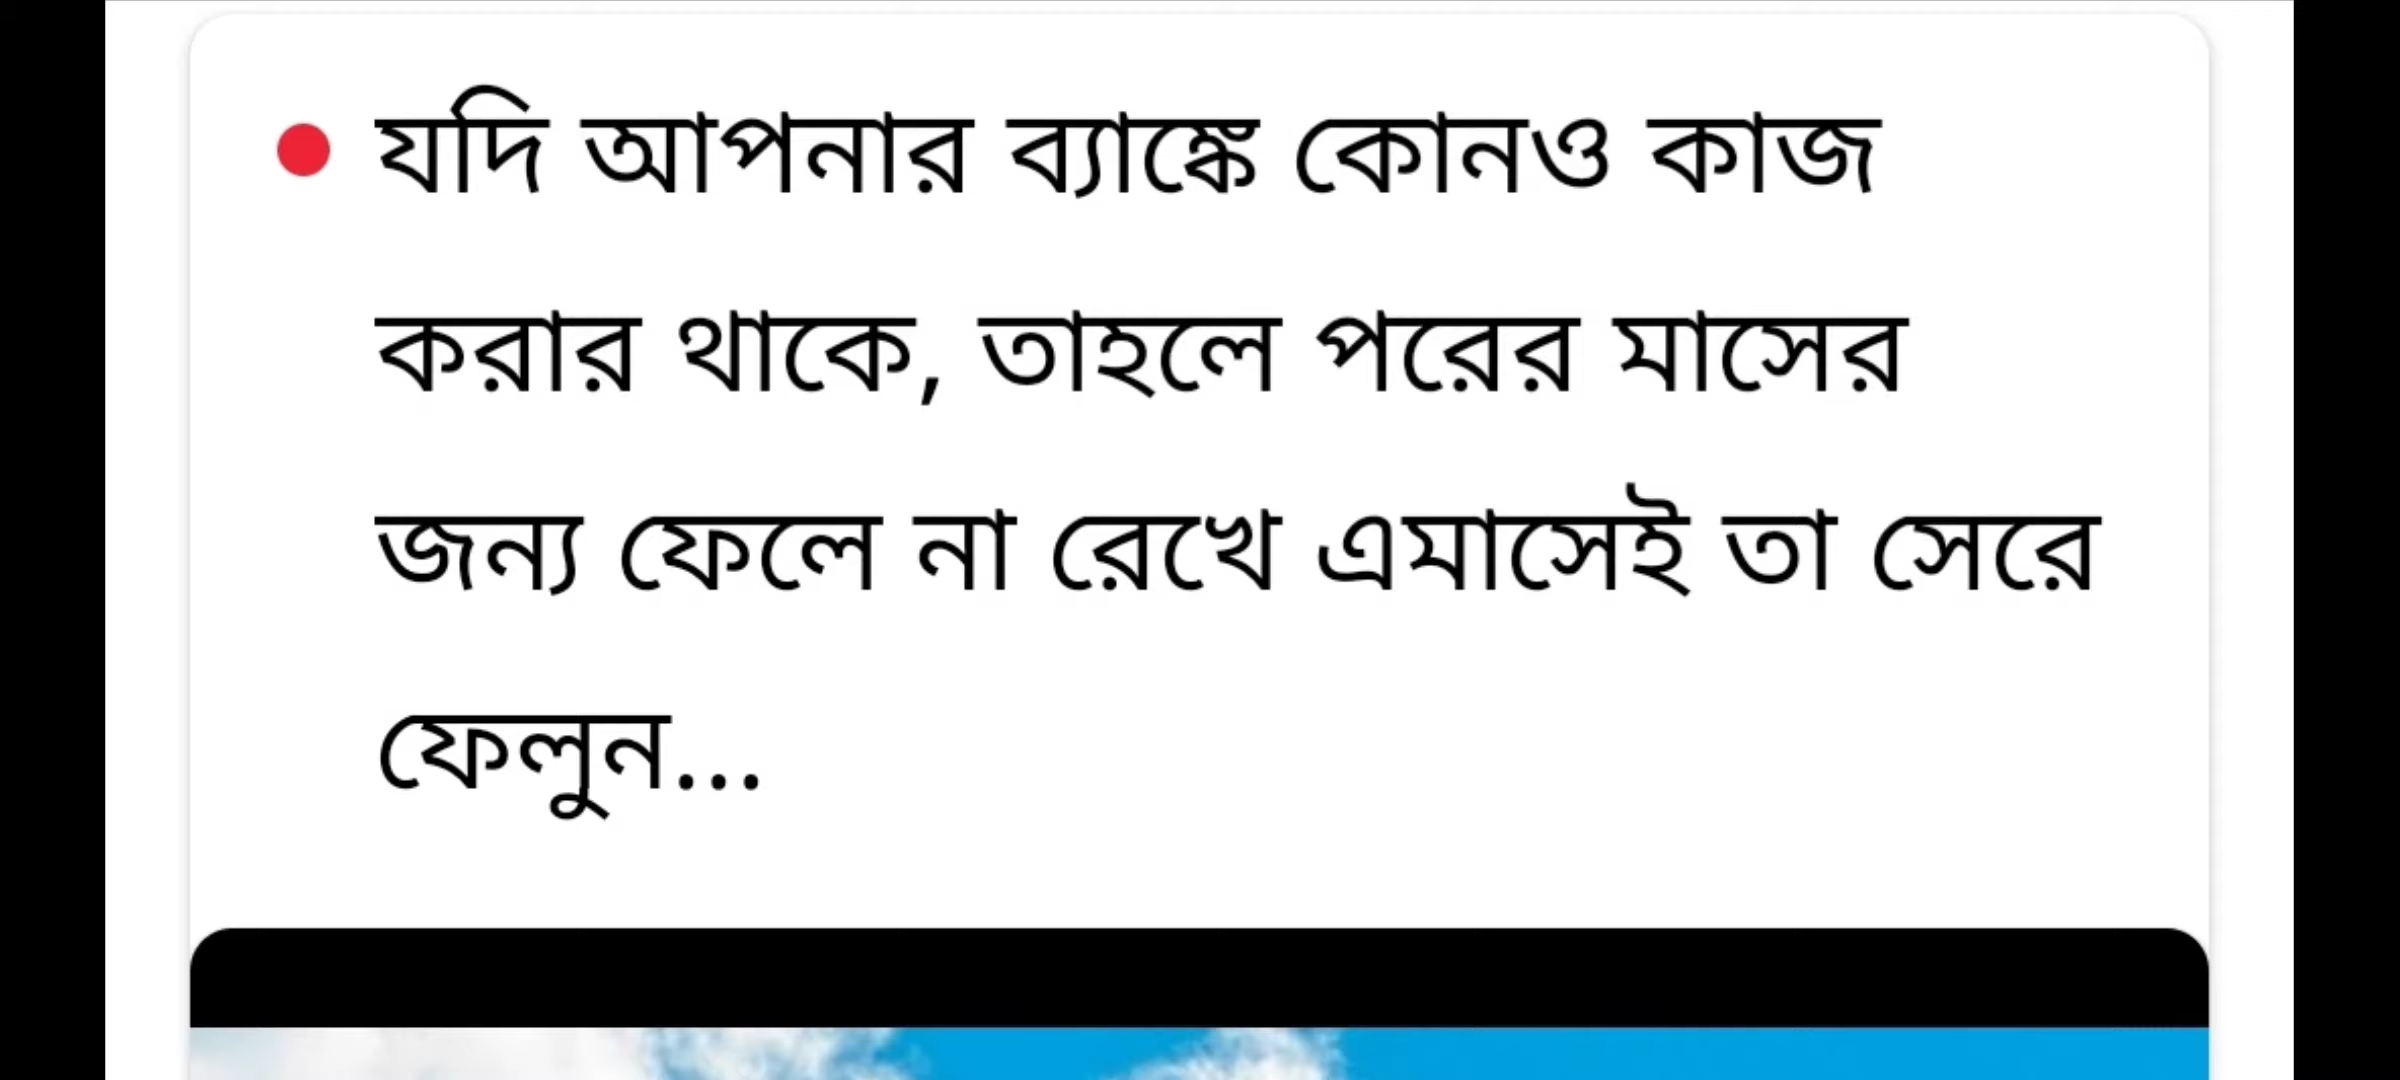 যদি আপনার ব্যাঙ্কে কোনও কাজ
করার থাকে, তাহলে পরের মাসের
জন্য ফেলে না রেখে এমাসেই তা সেরে
ফেলুন...